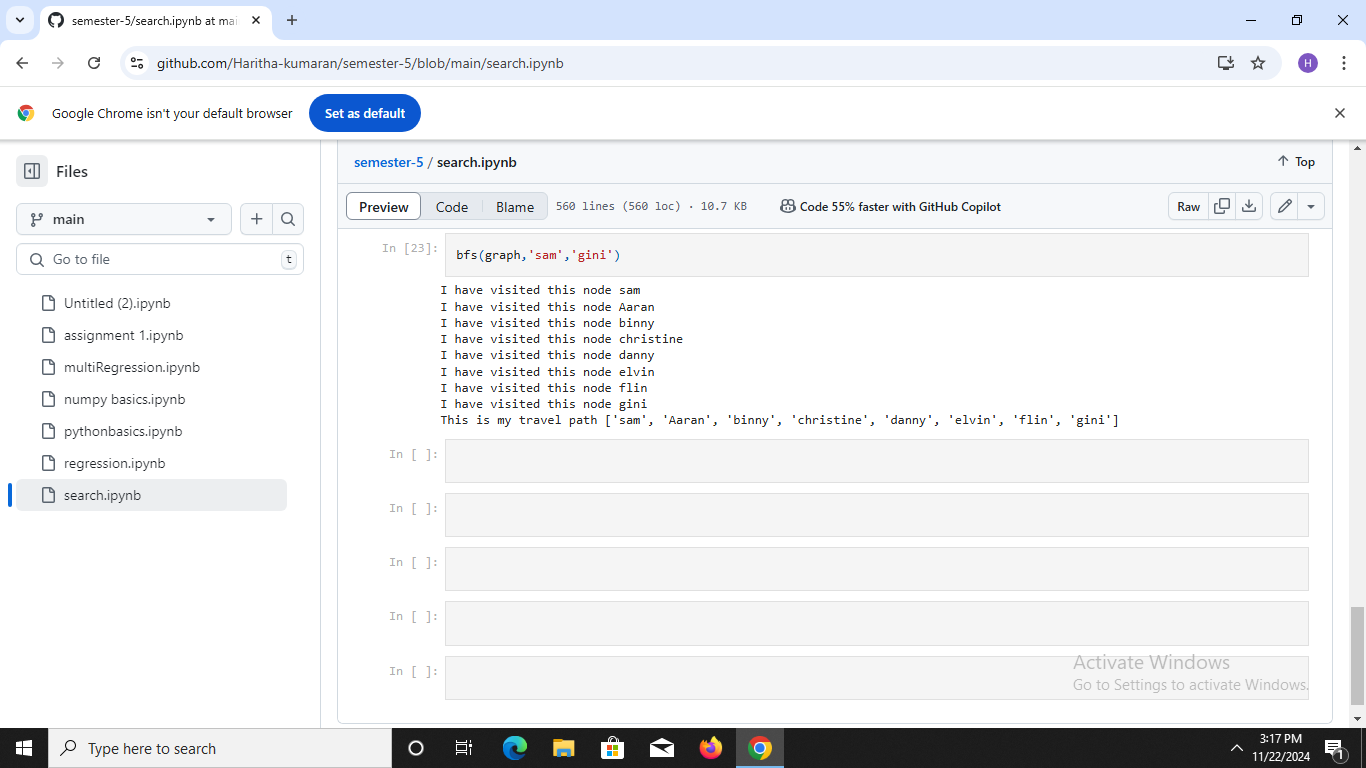 semester-5/search.ipynb at mai
github.com/Haritha-kumaran/semester-5/blob/main/search.ipynb
H
Google Chrome isn't your default browser
Set as default
Files
main
Go to file
t
Untitled (2).ipynb
assignment 1.ipynb
multiRegression.ipynb
numpy basics.ipynb
pythonbasics.ipynb
regression.ipynb
search.ipynb
semester-5 / search.ipynb
Top
Preview Code Blame 560 lines (560 loc) · 10.7 KB Code 55% faster with GitHub Copilot Raw
In [23]: bfs(graph,'sam','gini')
I have visited this node sam
I have visited this node Aaran
I have visited this node binny
I have visited this node christine
I have visited this node danny
I have visited this node elvin
I have visited this node flin
I have visited this node gini
This is my travel path ['sam', 'Aaran', 'binny', 'christine', 'danny', 'elvin', 'flin', 'gini']
In [ ]:
In [ ]:
In [ ]:
In [ ]:
In [ ]:
Activate Windows
Go to Settings to activate Windows.
Type here to search
3:17 PM
11/22/2024
1